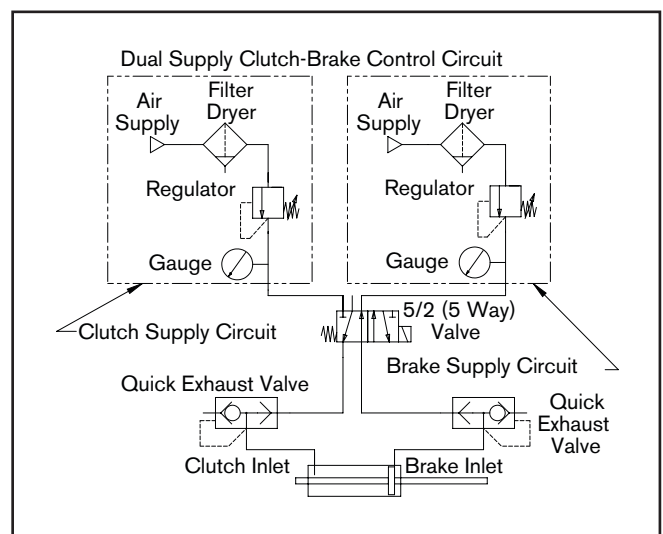 Dual Supply Clutch-Brake Control Circuit
Air
Supply
Filter
Dryer
Regulator
Gauge
Air
Supply
Filter
Dryer
Regulator
Gauge
Clutch Supply Circuit
5/2 (5 Way)
Valve
Brake Supply Circuit
Quick Exhaust Valve
Quick
Exhaust
Valve
Clutch Inlet
Brake Inlet